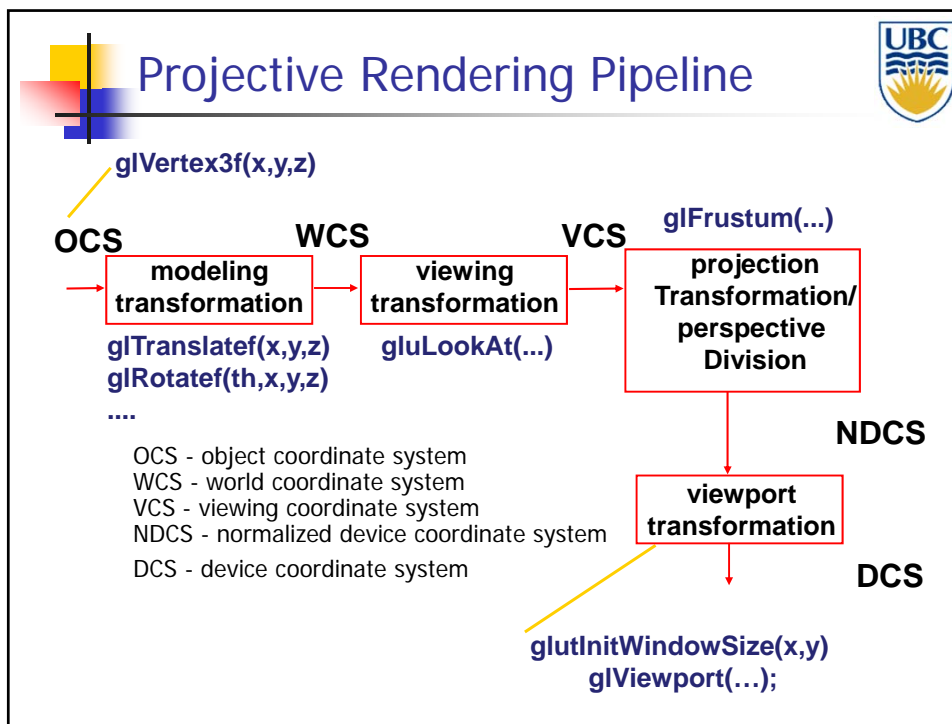 Projective Rendering Pipeline
UBC
glVertex3f(x,y,z)
OCS
WCS
VCS
glFrustum(...)
modeling
transformation
viewing
transformation
projection
Transformation/
perspective
Division
glTranslatef(x,y,z)
glRotatef(th,x,y,z)
....
gluLookAt(...)
NDCS
OCS - object coordinate system
WCS - world coordinate system
VCS - viewing coordinate system
NDCS - normalized device coordinate system
DCS - device coordinate system
viewport
transformation
DCS
glutInitWindowSize(x,y)
glViewport(…);